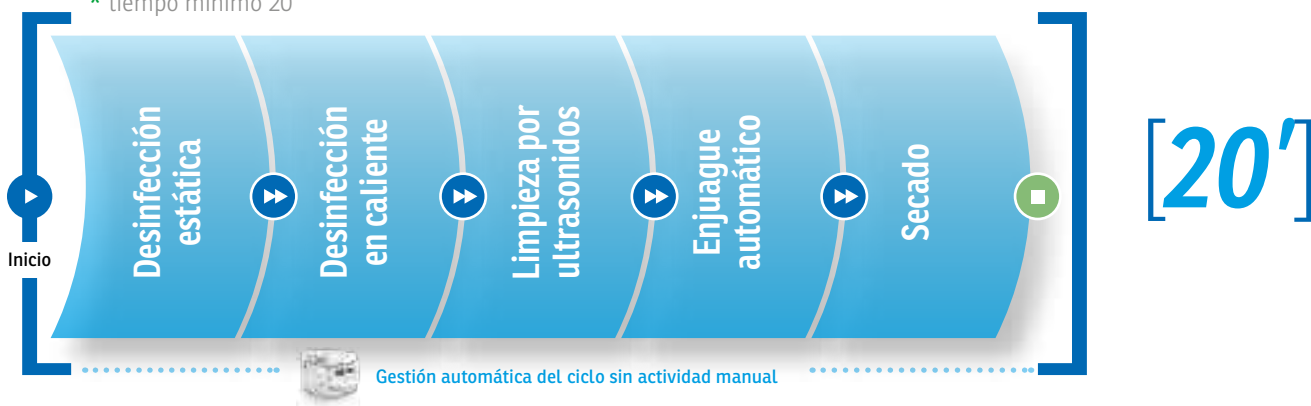 * tiempo mínimo 20'
Desinfección
estática
Desinfección
en caliente
Limpieza por
ultrasonidos
Enjuague
automático
Secado
[20']
Inicio
Gestión automática del ciclo sin actividad manual